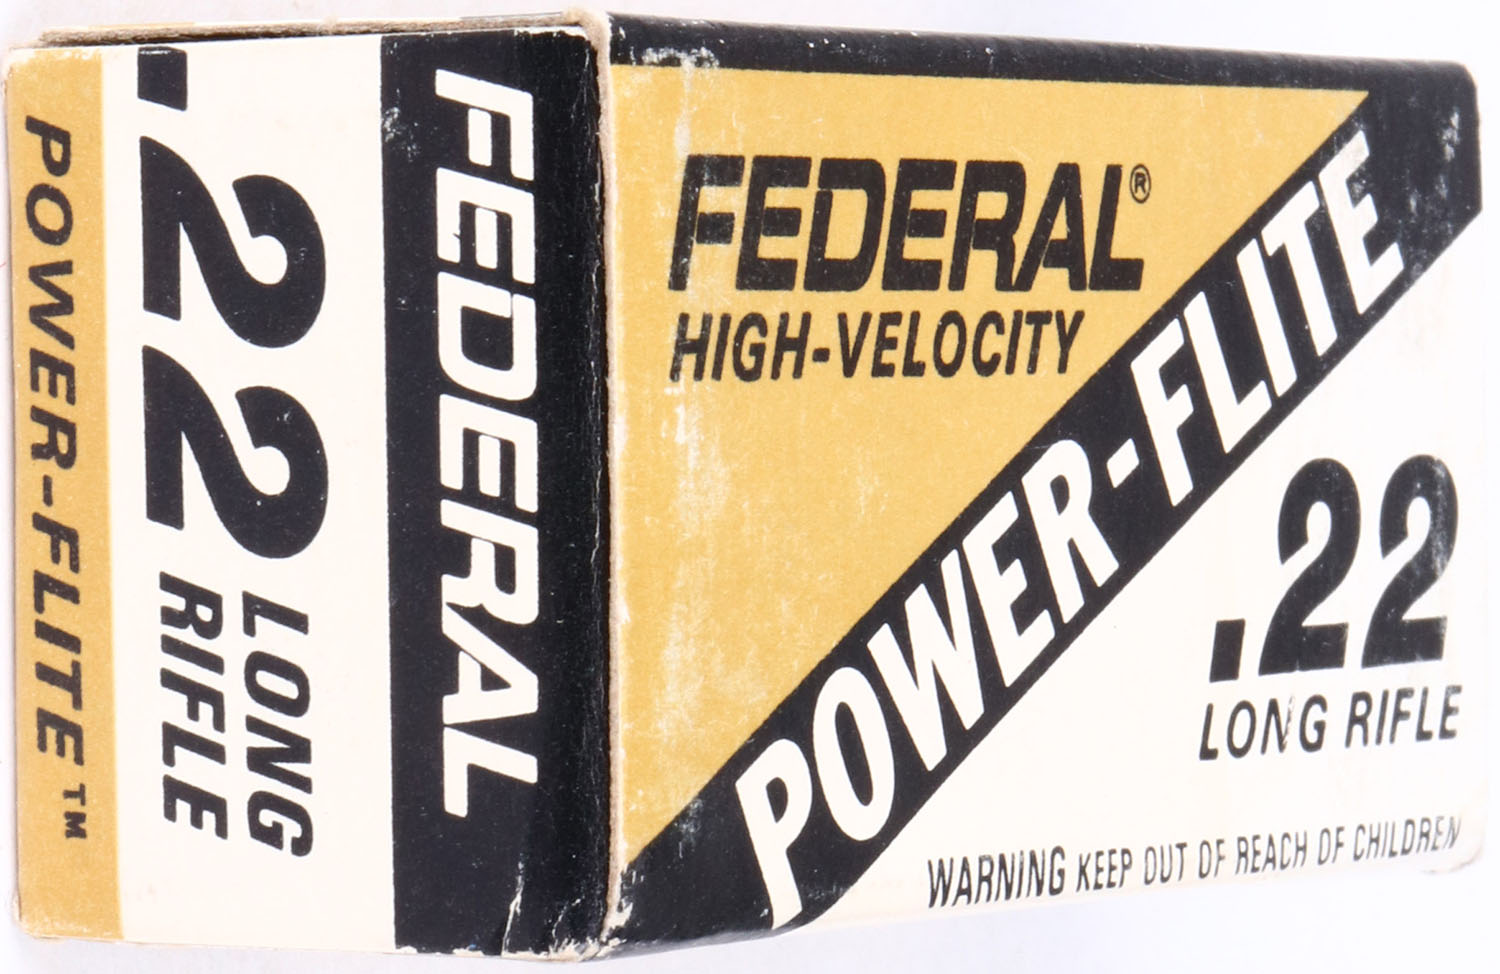 FEDERAL
.22 LONG
RIFLE
POWER-FLITE™
FEDERAL®
HIGH-VELOCITY
POWER-FLITE
.22
LONG RIFLE
WARNING KEEP OUT OF REACH OF CHILDREN